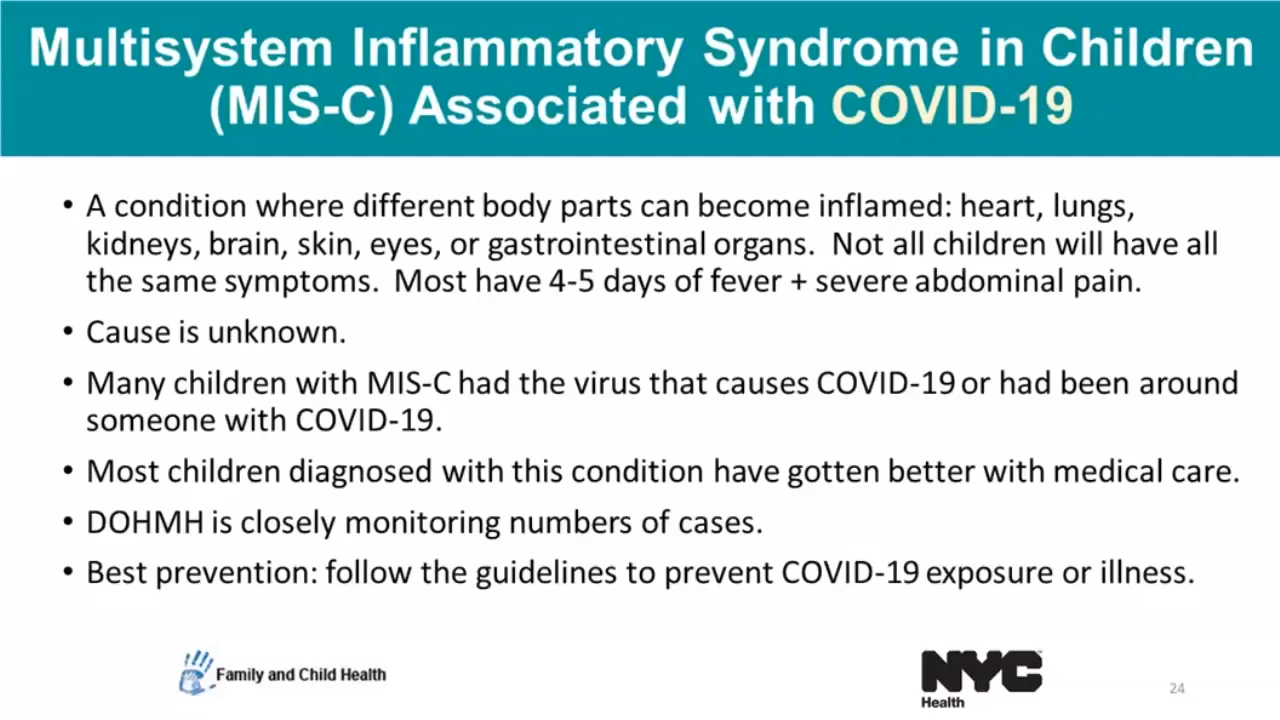 Multisystem Inflammatory Syndrome in Children
(MIS-C) Associated with COVID-19
• A condition where different body parts can become inflamed: heart, lungs,
kidneys, brain, skin, eyes, or gastrointestinal organs.  Not all children will have all
the same symptoms.  Most have 4-5 days of fever + severe abdominal pain.
• Cause is unknown.
• Many children with MIS-C had the virus that causes COVID-19 or had been around
someone with COVID-19.
• Most children diagnosed with this condition have gotten better with medical care.
• DOHMH is closely monitoring numbers of cases.
• Best prevention: follow the guidelines to prevent COVID-19 exposure or illness.
Family and Child Health
NYC
Health
24